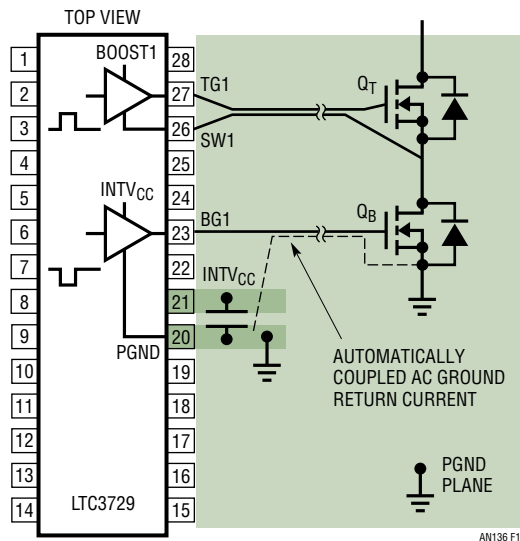 TOP VIEW
BOOST1
1
28
2
27
TG1
QT
3
26
SW1
4
25
5
INTVCC
24
6
23
BG1
QB
7
22
INTVCC
8
21
9
20
PGND
10
19
AUTOMATICALLY
COUPLED AC GROUND
RETURN CURRENT
11
18
12
17
13
16
PGND
PLANE
14
LTC3729
15
AN136 F1